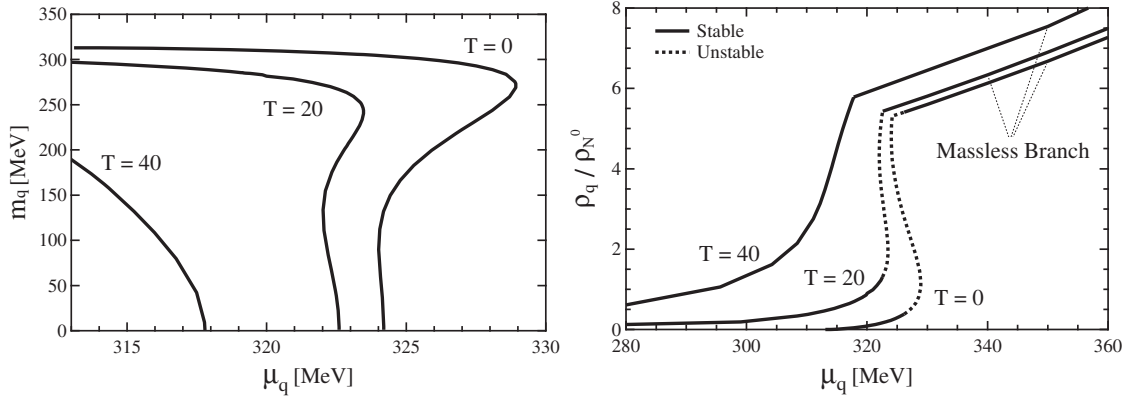 350
300
250
200
150
100
50
0
m_q [MeV]
T = 0
T = 20
T = 40
315
320
325
330
μ_q [MeV]
8
6
4
2
0
ρ_q / ρ_N^0
Stable
Unstable
Massless Branch
T = 40
T = 20
T = 0
280
300
320
340
360
μ_q [MeV]